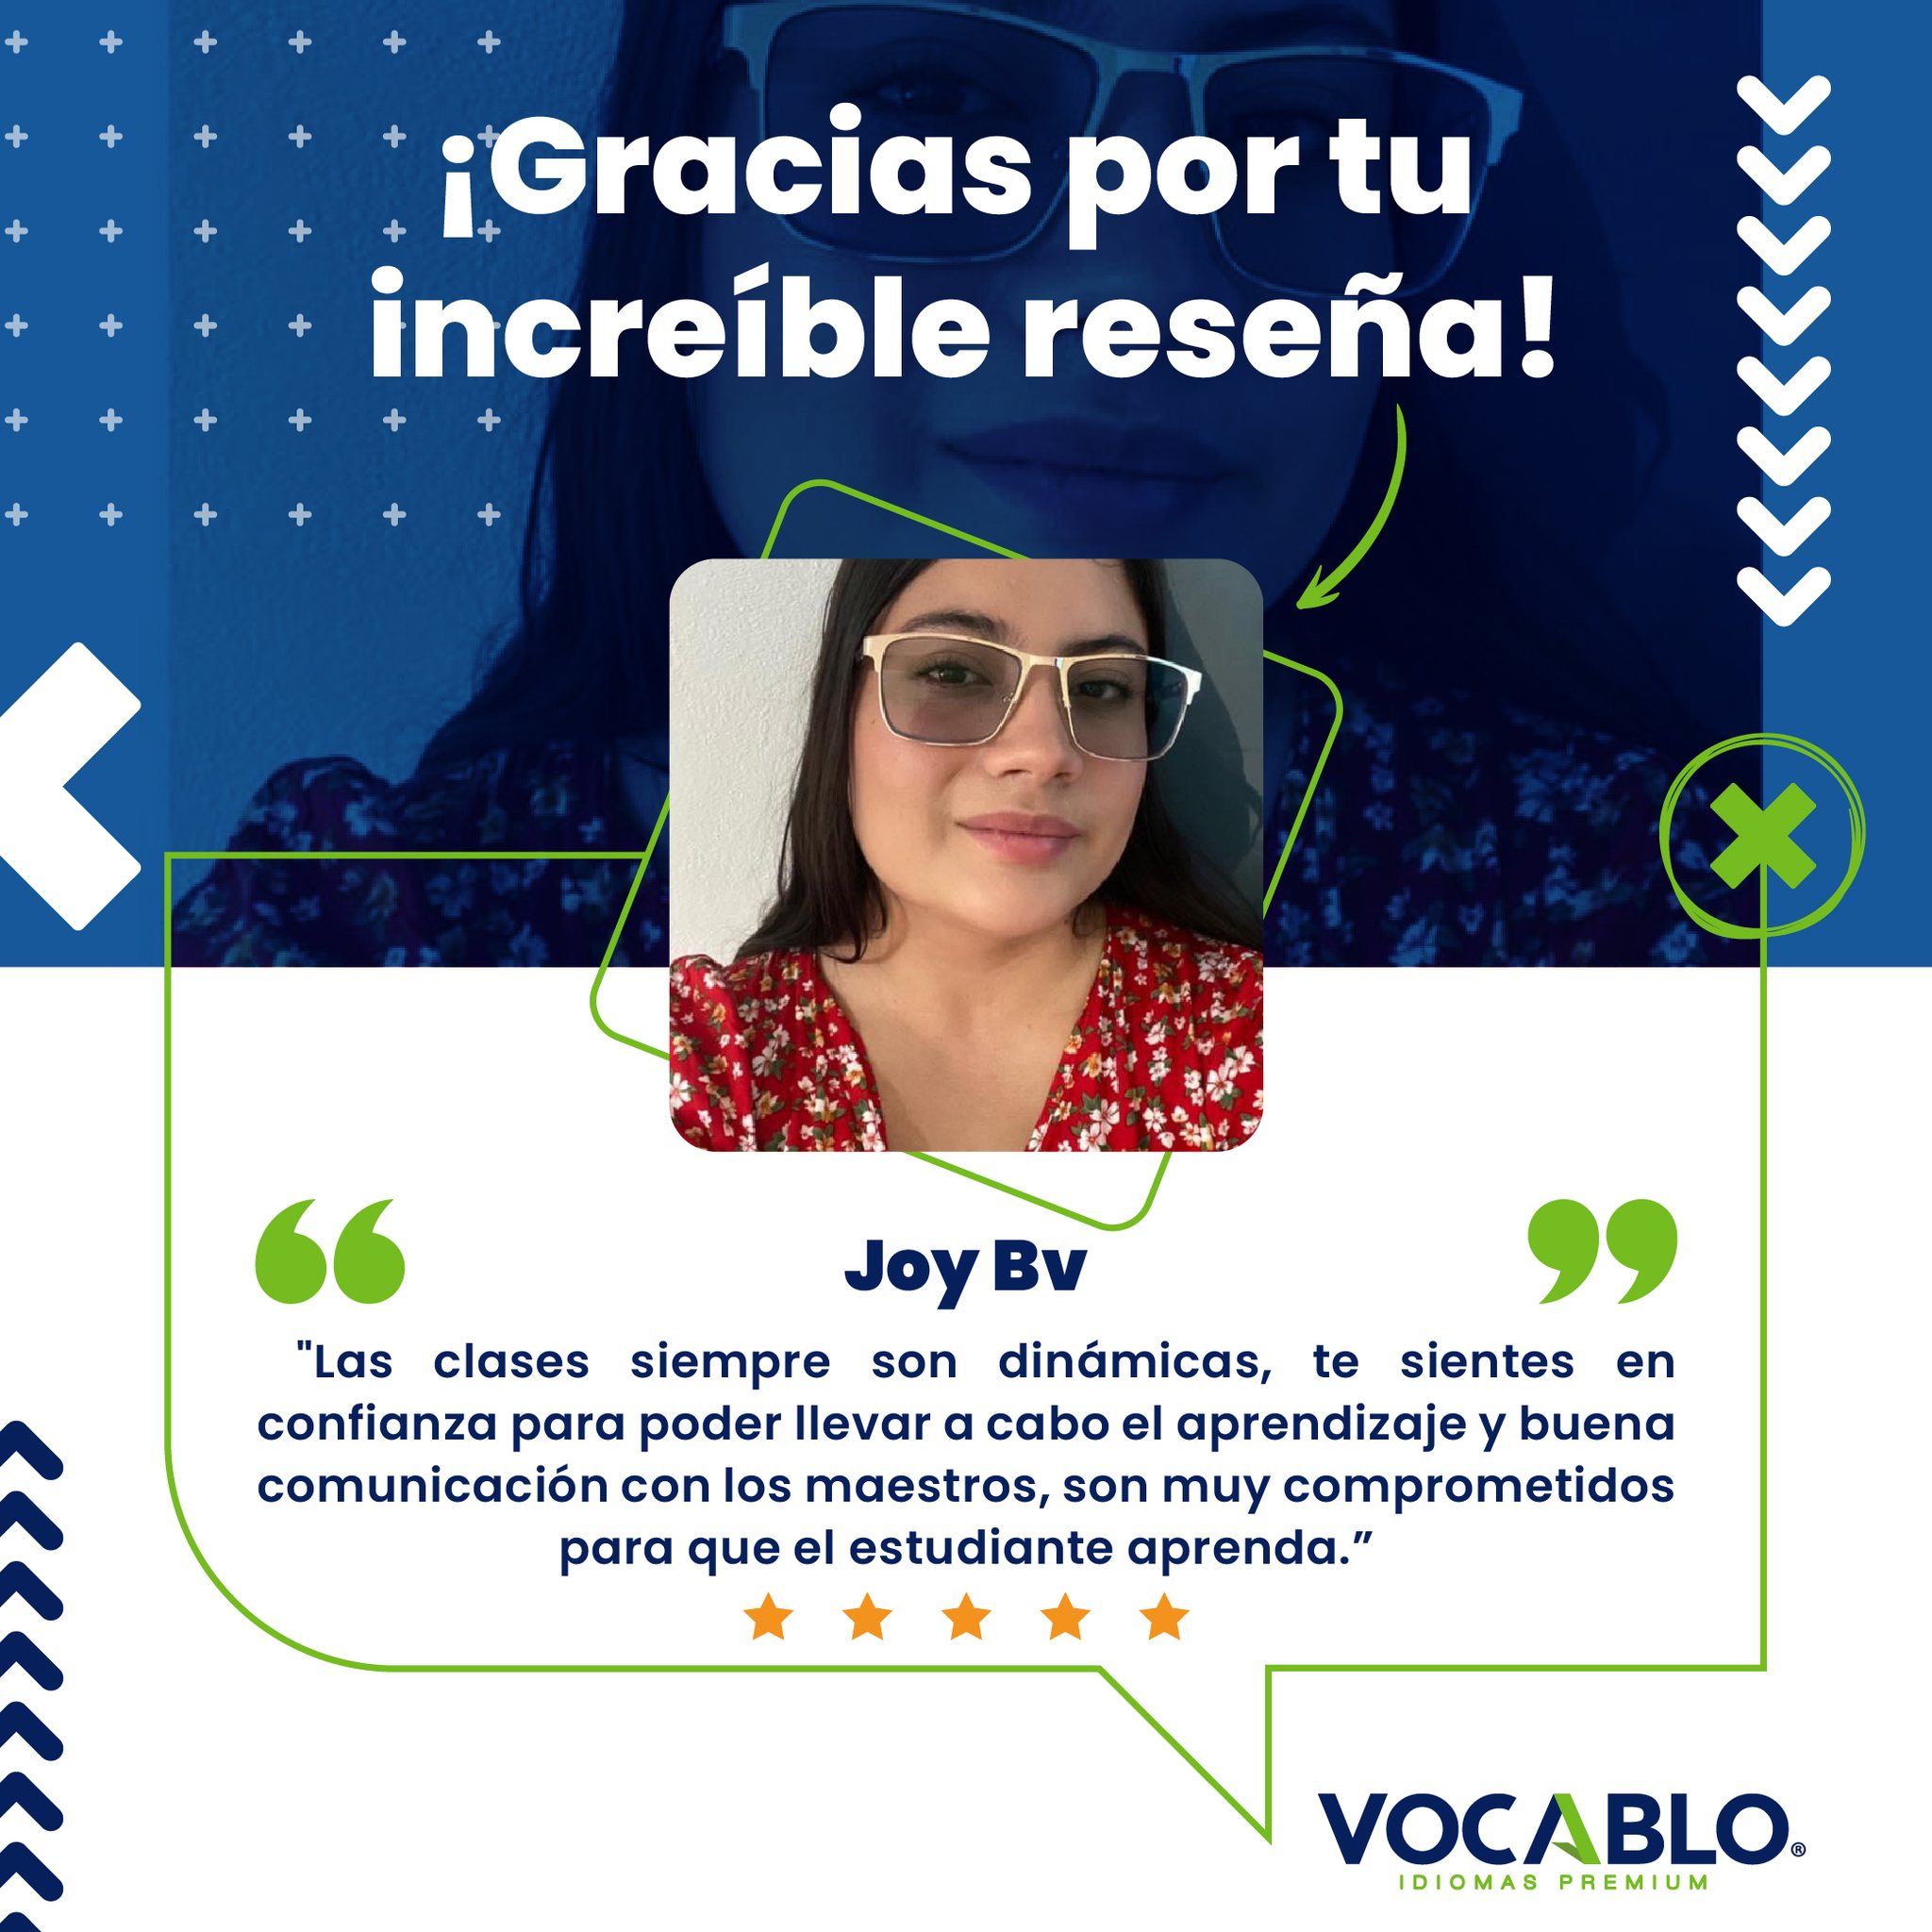 ¡Gracias por tu
increíble reseña!
Joy Bv
"Las clases siempre son dinámicas, te sientes en
confianza para poder llevar a cabo el aprendizaje y buena
comunicación con los maestros, son muy comprometidos
para que el estudiante aprenda.”
VOCABLO®
IDIOMAS PREMIUM